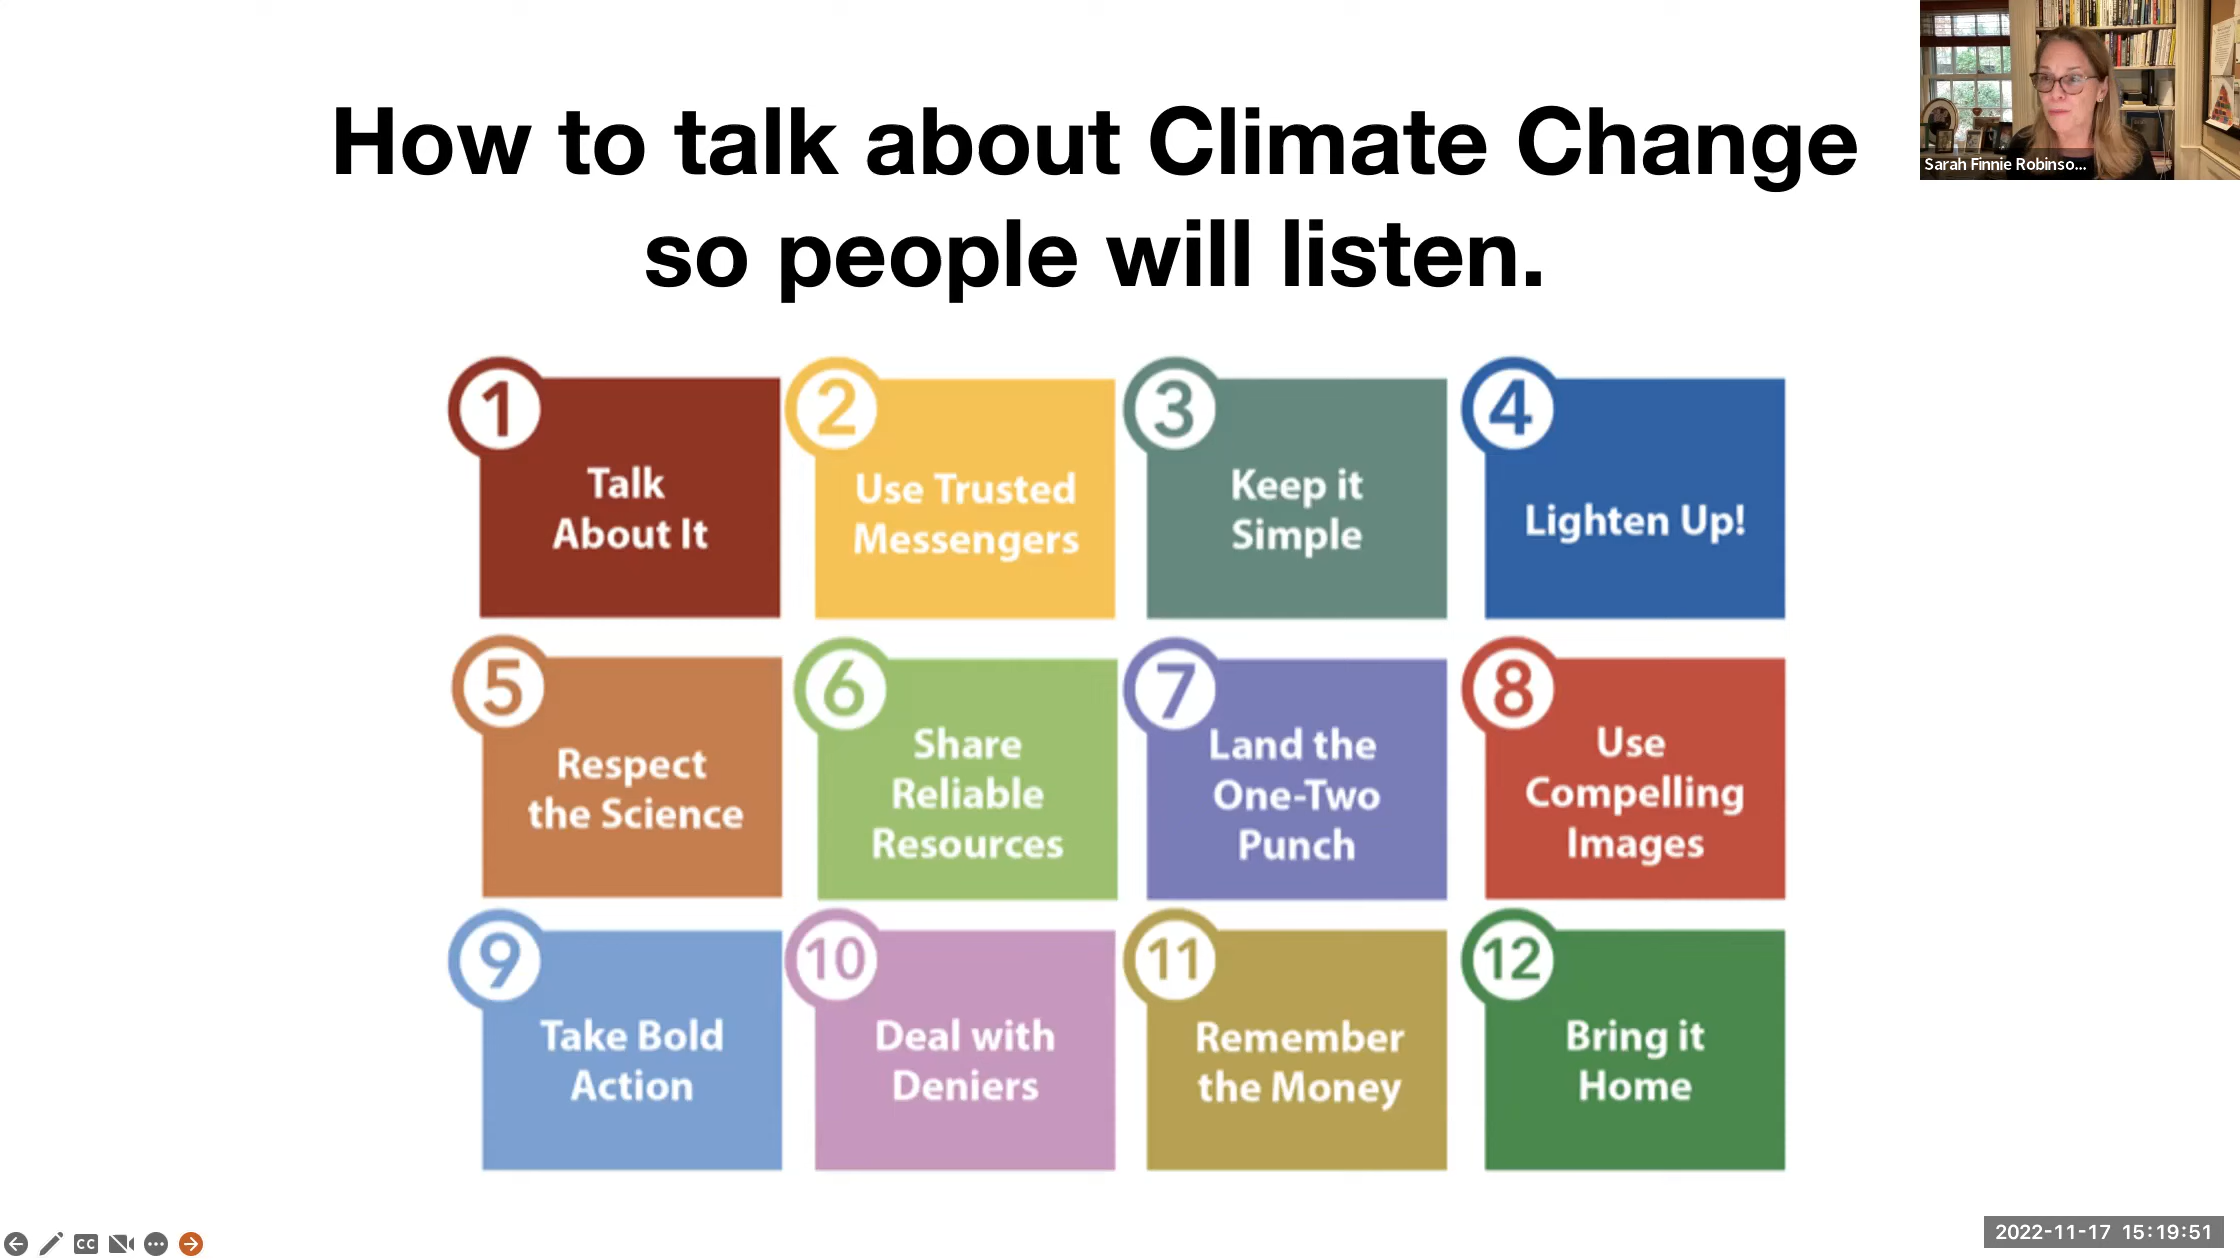 How to talk about Climate Change
so people will listen.
Sarah Finnie Robinso...
1
Talk
About It
2
Use Trusted
Messengers
3
Keep it
Simple
4
Lighten Up!
5
Respect
the Science
6
Share
Reliable
Resources
7
Land the
One-Two
Punch
8
Use
Compelling
Images
9
Take Bold
Action
10
Deal with
Deniers
11
Remember
the Money
12
Bring it
Home
CC
2022-11-17 15:19:51